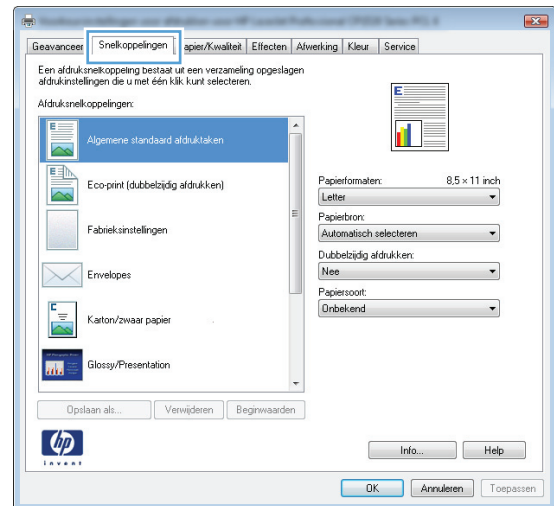 Geavanceer Snelkoppelingen apier/Kwaliteit Effecten Afwerking Kleur Service
Een afdruksnelkoppeling bestaat uit een verzameling opgeslagen
afdrukinstellingen die u met één klik kunt selecteren.
Afdruksnelkoppelingen:
Algemene standaard afdruktaken
Eco-print (dubbelzijdig afdrukken)
Fabrieksinstellingen
Envelopes
Karton/zwaar papier
Glossy/Presentation
Opslaan als... Verwijderen Beginwaarden
Papierformaten: 8,5 × 11 inch
Letter
Papierbron:
Automatisch selecteren
Dubbelzijdig afdrukken:
Nee
Papiersoort:
Onbekend
hp
invent
Info... Help
OK Annuleren Toepassen